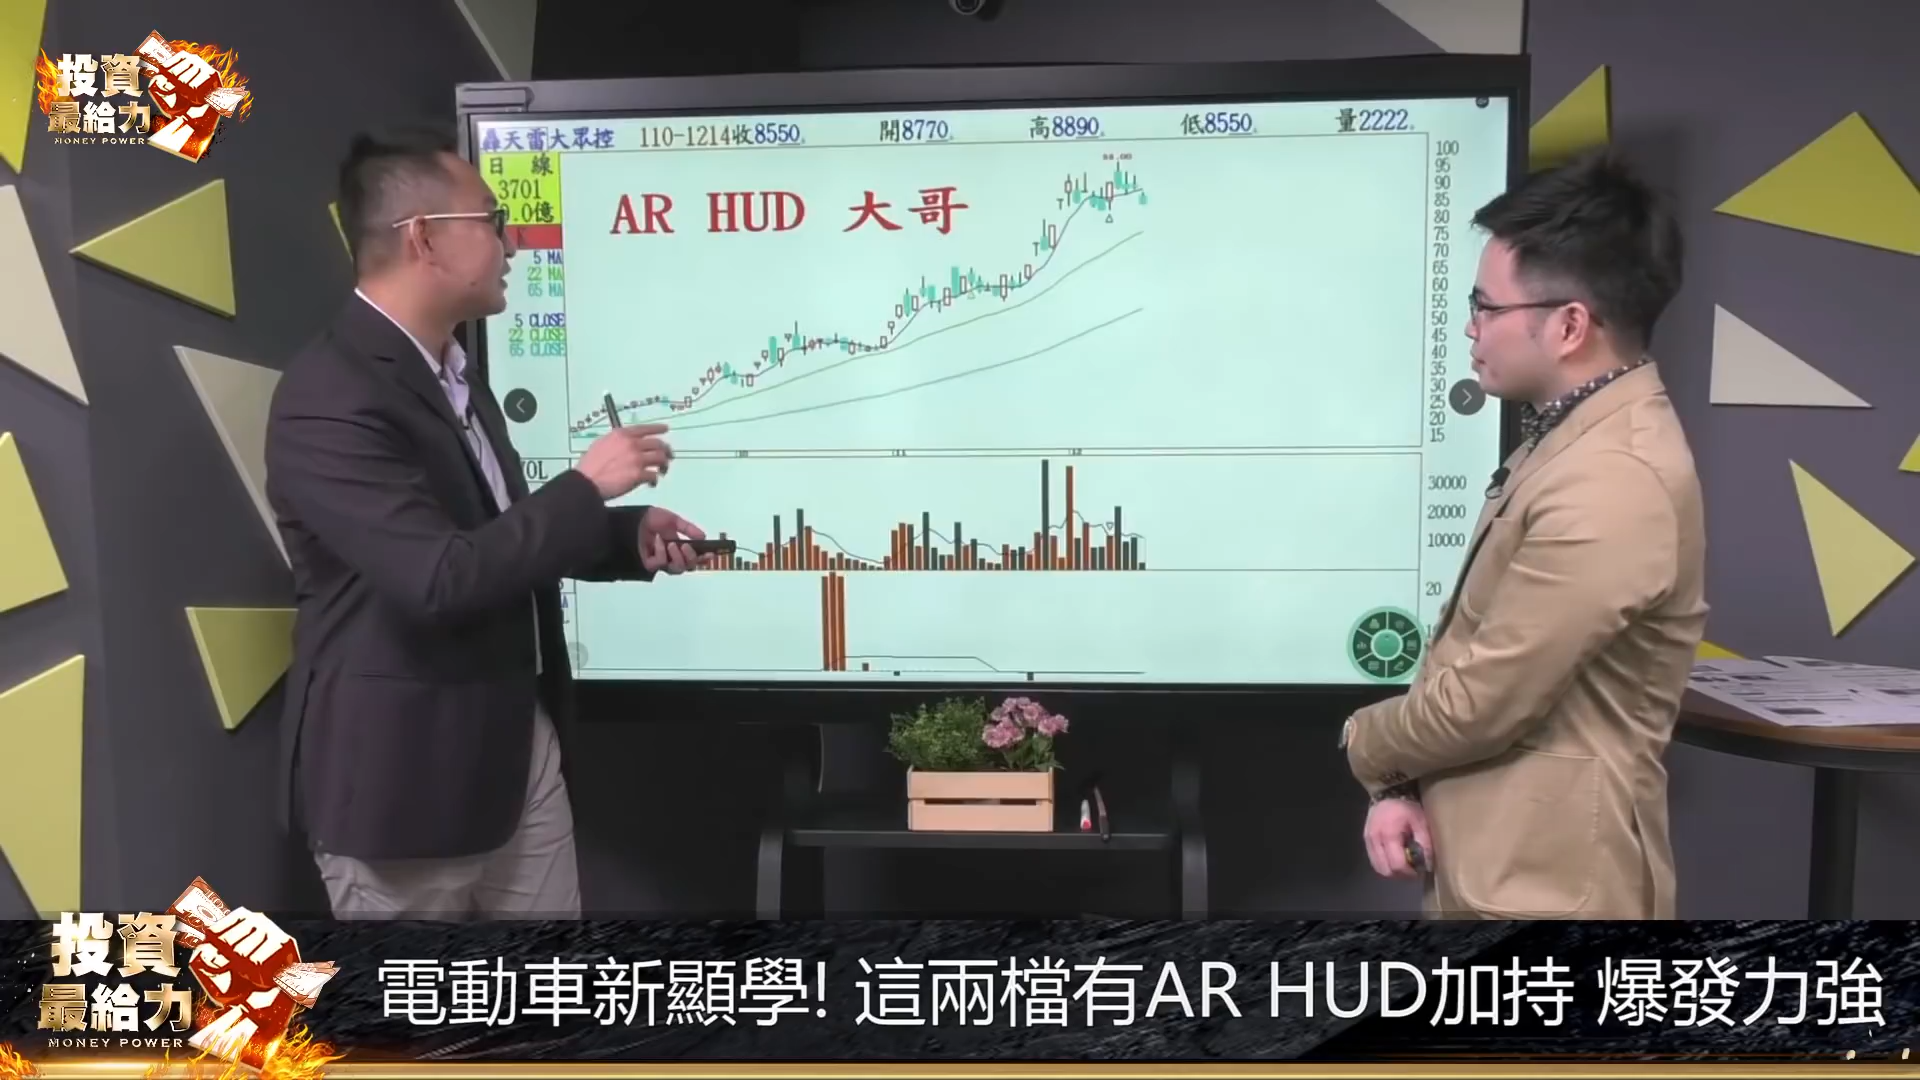 投資
最給力
MONEY POWER
轟天雷大眾控 110-1214收8550。 開8770。 高8890。 低8550。 量2222。
日 線
3701
.0億
AR HUD 大哥
5 MA
22 MA
65 MA
5 CLOSE
22 CLOSE
65 CLOSE
100
95
90
85
80
75
70
65
60
55
50
45
40
35
30
25
20
15
10
11
12
VOL
30000
20000
10000
20
投資
最給力
MONEY POWER
電動車新顯學! 這兩檔有AR HUD加持 爆發力強